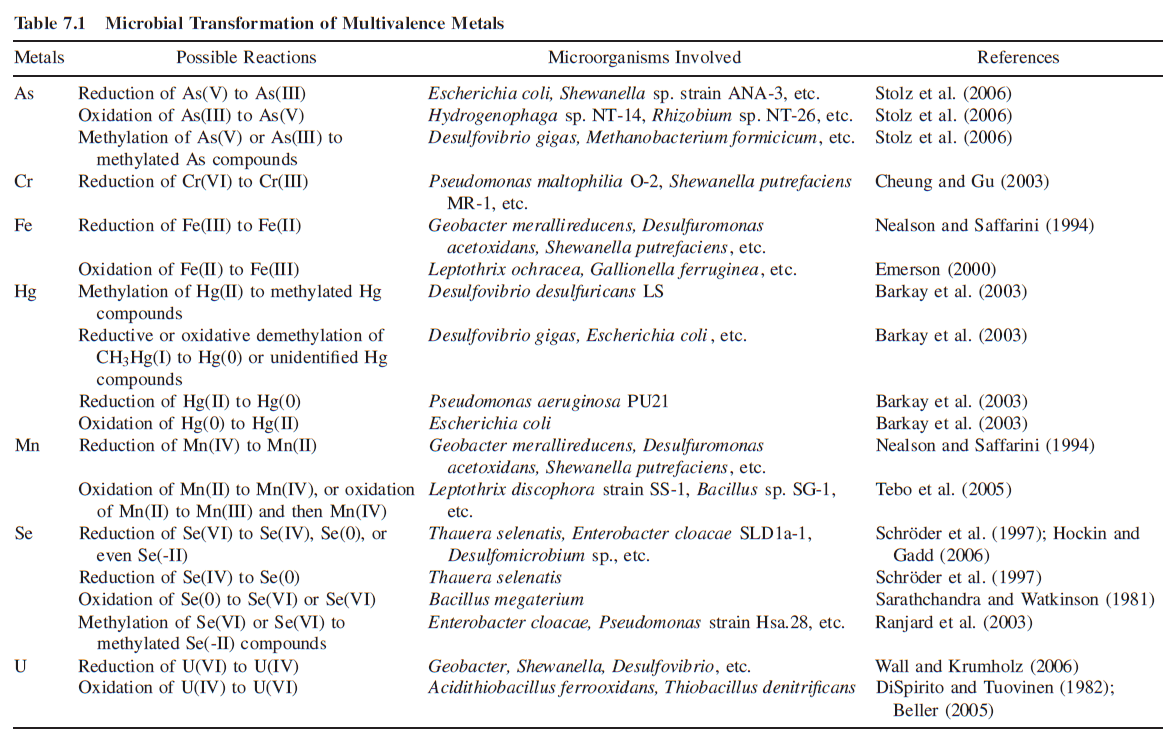 Table 7.1 Microbial Transformation of Multivalence Metals
Metals Possible Reactions Microorganisms Involved References
As Reduction of As(V) to As(III) Escherichia coli, Shewanella sp. strain ANA-3, etc. Stolz et al. (2006)
Oxidation of As(III) to As(V) Hydrogenophaga sp. NT-14, Rhizobium sp. NT-26, etc. Stolz et al. (2006)
Methylation of As(V) or As(III) to Desulfovibrio gigas, Methanobacterium formicicum, etc. Stolz et al. (2006)
methylated As compounds
Cr Reduction of Cr(VI) to Cr(III) Pseudomonas maltophilia O-2, Shewanella putrefaciens Cheung and Gu (2003)
MR-1, etc.
Fe Reduction of Fe(III) to Fe(II) Geobacter merallireducens, Desulfuromonas Nealson and Saffarini (1994)
acetoxidans, Shewanella putrefaciens, etc.
Oxidation of Fe(II) to Fe(III) Leptothrix ochracea, Gallionella ferruginea, etc. Emerson (2000)
Hg Methylation of Hg(II) to methylated Hg Desulfovibrio desulfuricans LS Barkay et al. (2003)
compounds
Reductive or oxidative demethylation of Desulfovibrio gigas, Escherichia coli, etc. Barkay et al. (2003)
CH3Hg(I) to Hg(0) or unidentified Hg
compounds
Reduction of Hg(II) to Hg(0) Pseudomonas aeruginosa PU21 Barkay et al. (2003)
Oxidation of Hg(0) to Hg(II) Escherichia coli Barkay et al. (2003)
Mn Reduction of Mn(IV) to Mn(II) Geobacter merallireducens, Desulfuromonas Nealson and Saffarini (1994)
acetoxidans, Shewanella putrefaciens, etc.
Oxidation of Mn(II) to Mn(IV), or oxidation Leptothrix discophora strain SS-1, Bacillus sp. SG-1, Tebo et al. (2005)
of Mn(II) to Mn(III) and then Mn(IV) etc.
Se Reduction of Se(VI) to Se(IV), Se(0), or Thauera selenatis, Enterobacter cloacae SLD1a-1, Schröder et al. (1997); Hockin and
even Se(-II) Desulfomicrobium sp., etc. Gadd (2006)
Reduction of Se(IV) to Se(0) Thauera selenatis Schröder et al. (1997)
Oxidation of Se(0) to Se(VI) or Se(VI) Bacillus megaterium Sarathchandra and Watkinson (1981)
Methylation of Se(VI) or Se(VI) to Enterobacter cloacae, Pseudomonas strain Hsa.28, etc. Ranjard et al. (2003)
methylated Se(-II) compounds
U Reduction of U(VI) to U(IV) Geobacter, Shewanella, Desulfovibrio, etc. Wall and Krumholz (2006)
Oxidation of U(IV) to U(VI) Acidithiobacillus ferrooxidans, Thiobacillus denitrificans DiSpirito and Tuovinen (1982);
Beller (2005)